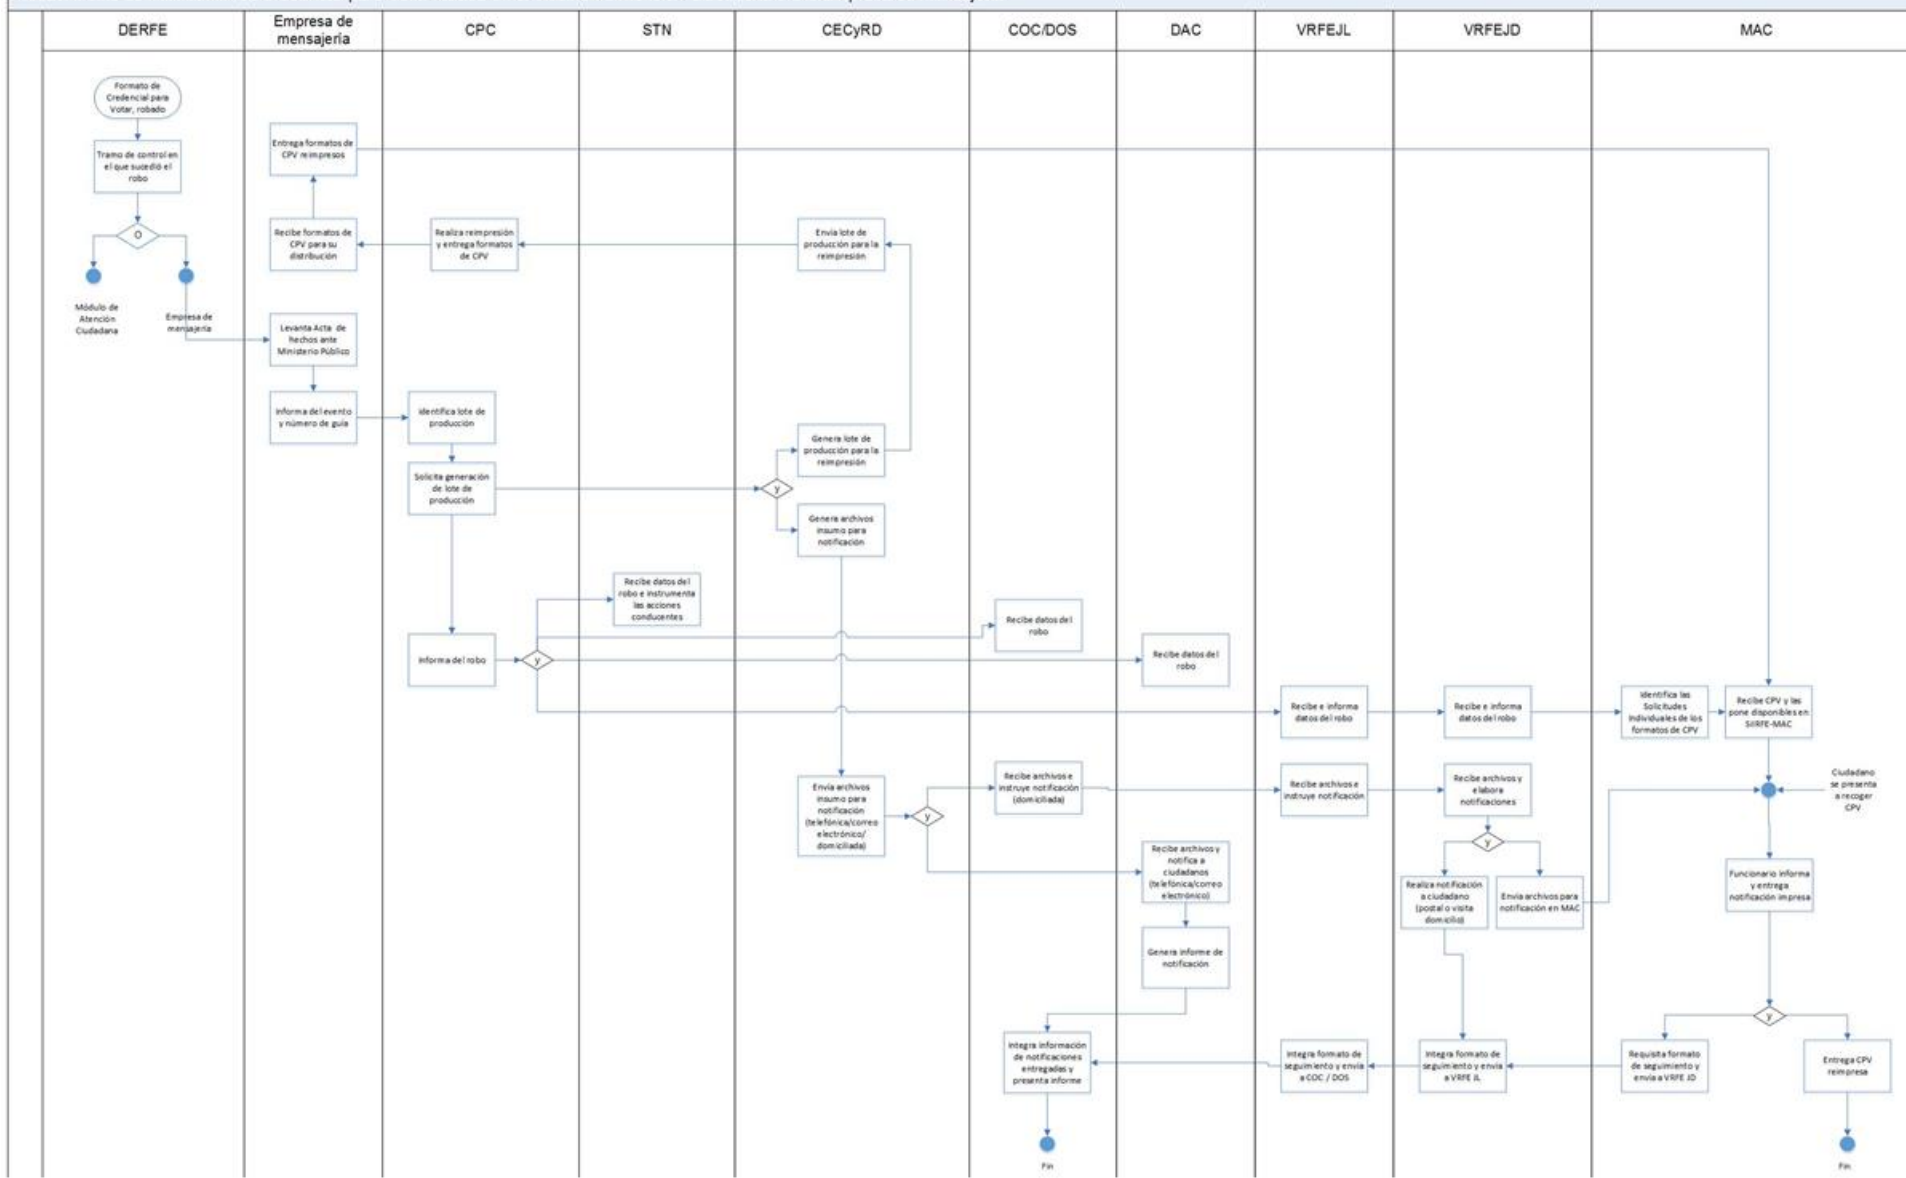 DERFE
Empresa de
mensajería
CPC
STN
CECyRD
COC/DOS
DAC
VRFEJL
VRFEJD
MAC
Formato de
Credencial para
Votar, robado
Tramo de control en
el que sucedió el
robo
O
Módulo de
Atención
Ciudadana
Empresa de
mensajería
Entrega formatos de
CPV reimpresos
Recibe formatos de
CPV para su
distribución
Realiza reimpresión
y entrega formatos
de CPV
Envía lote de
producción para la
reimpresión
Levanta Acta de
hechos ante
Ministerio Público
Informa del evento
y número de guía
Identifica lote de
producción
Solicita generación
de lote de
producción
y
Genera lote de
producción para la
reimpresión
Genera archivos
insumo para
notificación
Recibe datos del
robo e instrumenta
las acciones
conducentes
Informa del robo
y
Recibe datos del
robo
Recibe datos del
robo
Recibe e informa
datos del robo
Recibe e informa
datos del robo
Identifica las
Solicitudes
Individuales de los
formatos de CPV
Recibe CPV y las
pone disponibles en
SIIRFE-MAC
Envía archivos
insumo para
notificación
(telefónica/correo
electrónico/
domiciliada)
y
Recibe archivos e
instruye notificación
(domiciliada)
Recibe archivos e
instruye notificación
Recibe archivos y
elabora
notificaciones
y
Ciudadano
se presenta
a recoger
CPV
Recibe archivos y
notifica a
ciudadanos
(telefónica/correo
electrónico)
Realiza notificación
a ciudadano
(postal o visita
domicilio)
Envía archivos para
notificación en MAC
Funcionario informa
y entrega
notificación impresa
Genera informe de
notificación
y
Integra información
de notificaciones
entregadas y
presenta informe
Integra formato de
seguimiento y envía
a COC / DOS
Integra formato de
seguimiento y envía
a VRFE JL
Requisita formato
de seguimiento y
envía a VRFE JD
Entrega CPV
reimpresa
Fin
Fin